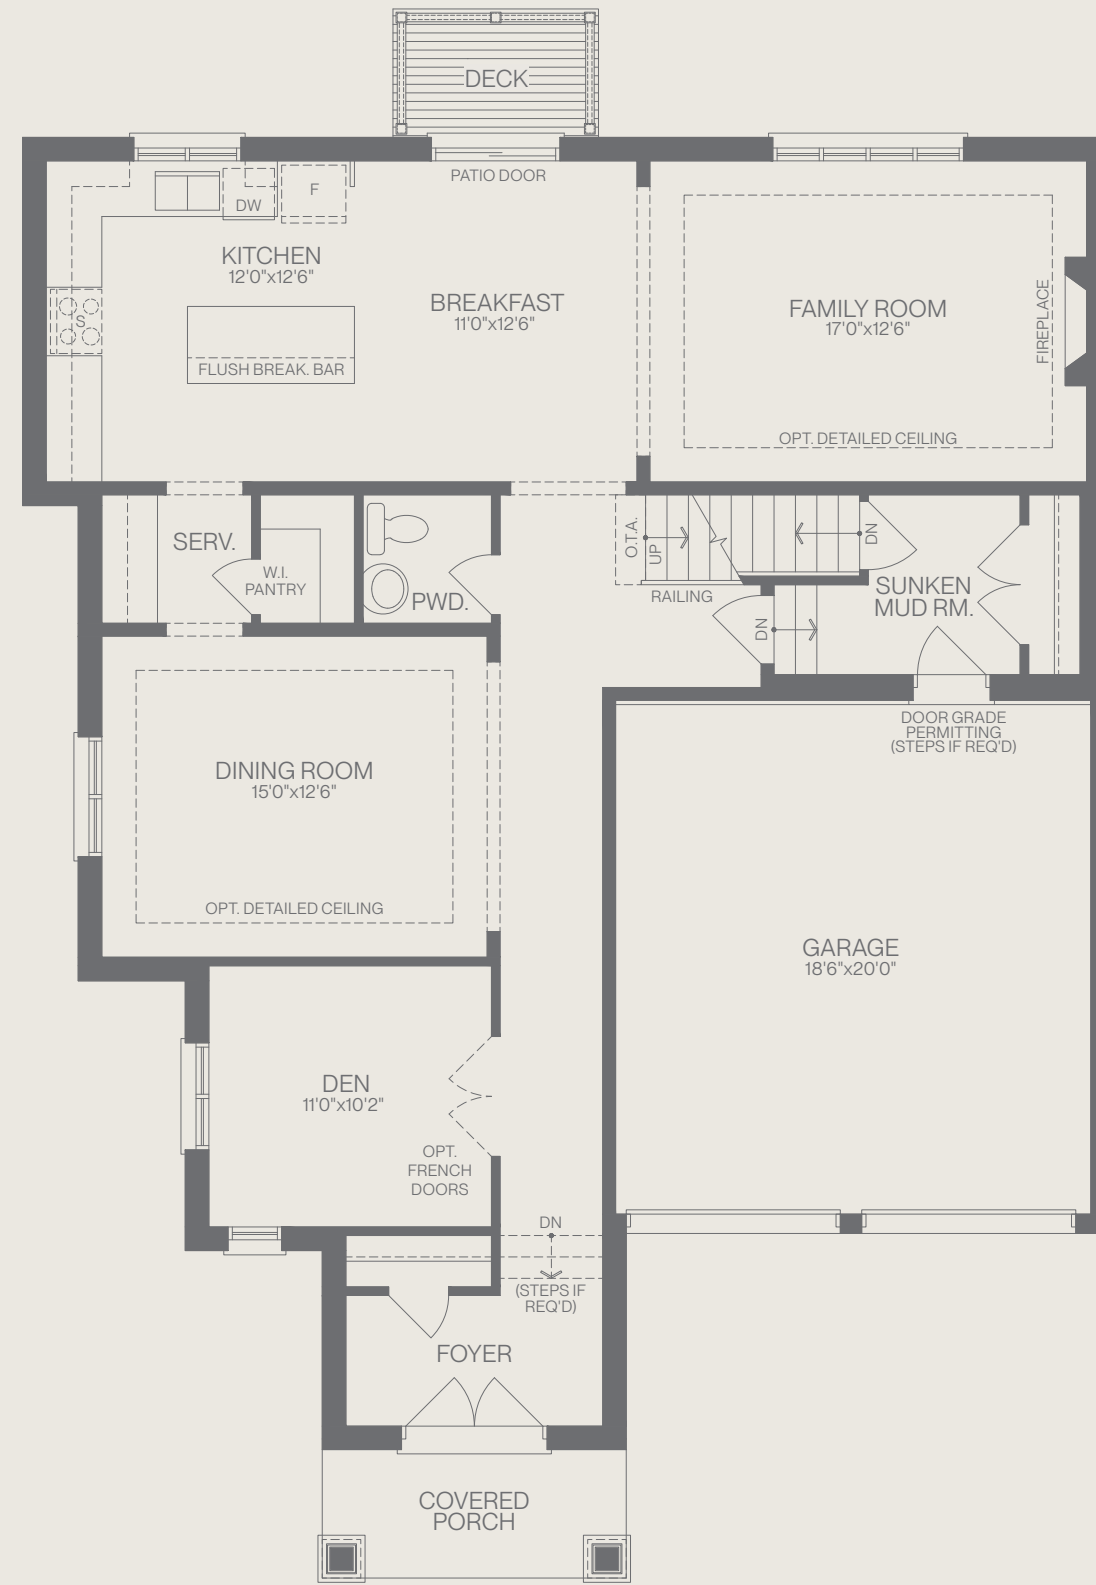 DECK
PATIO DOOR
DW
F
KITCHEN
12'0"x12'6"
BREAKFAST
11'0"x12'6"
FAMILY ROOM
17'0"x12'6"
FIREPLACE
S
FLUSH BREAK. BAR
OPT. DETAILED CEILING
SERV.
W.I.
PANTRY
PWD.
O.T.A.
UP
RAILING
DN
DN
SUNKEN
MUD RM.
DOOR GRADE
PERMITTING
(STEPS IF REQ'D)
DINING ROOM
15'0"x12'6"
OPT. DETAILED CEILING
GARAGE
18'6"x20'0"
DEN
11'0"x10'2"
OPT.
FRENCH
DOORS
DN
(STEPS IF
REQ'D)
FOYER
COVERED
PORCH